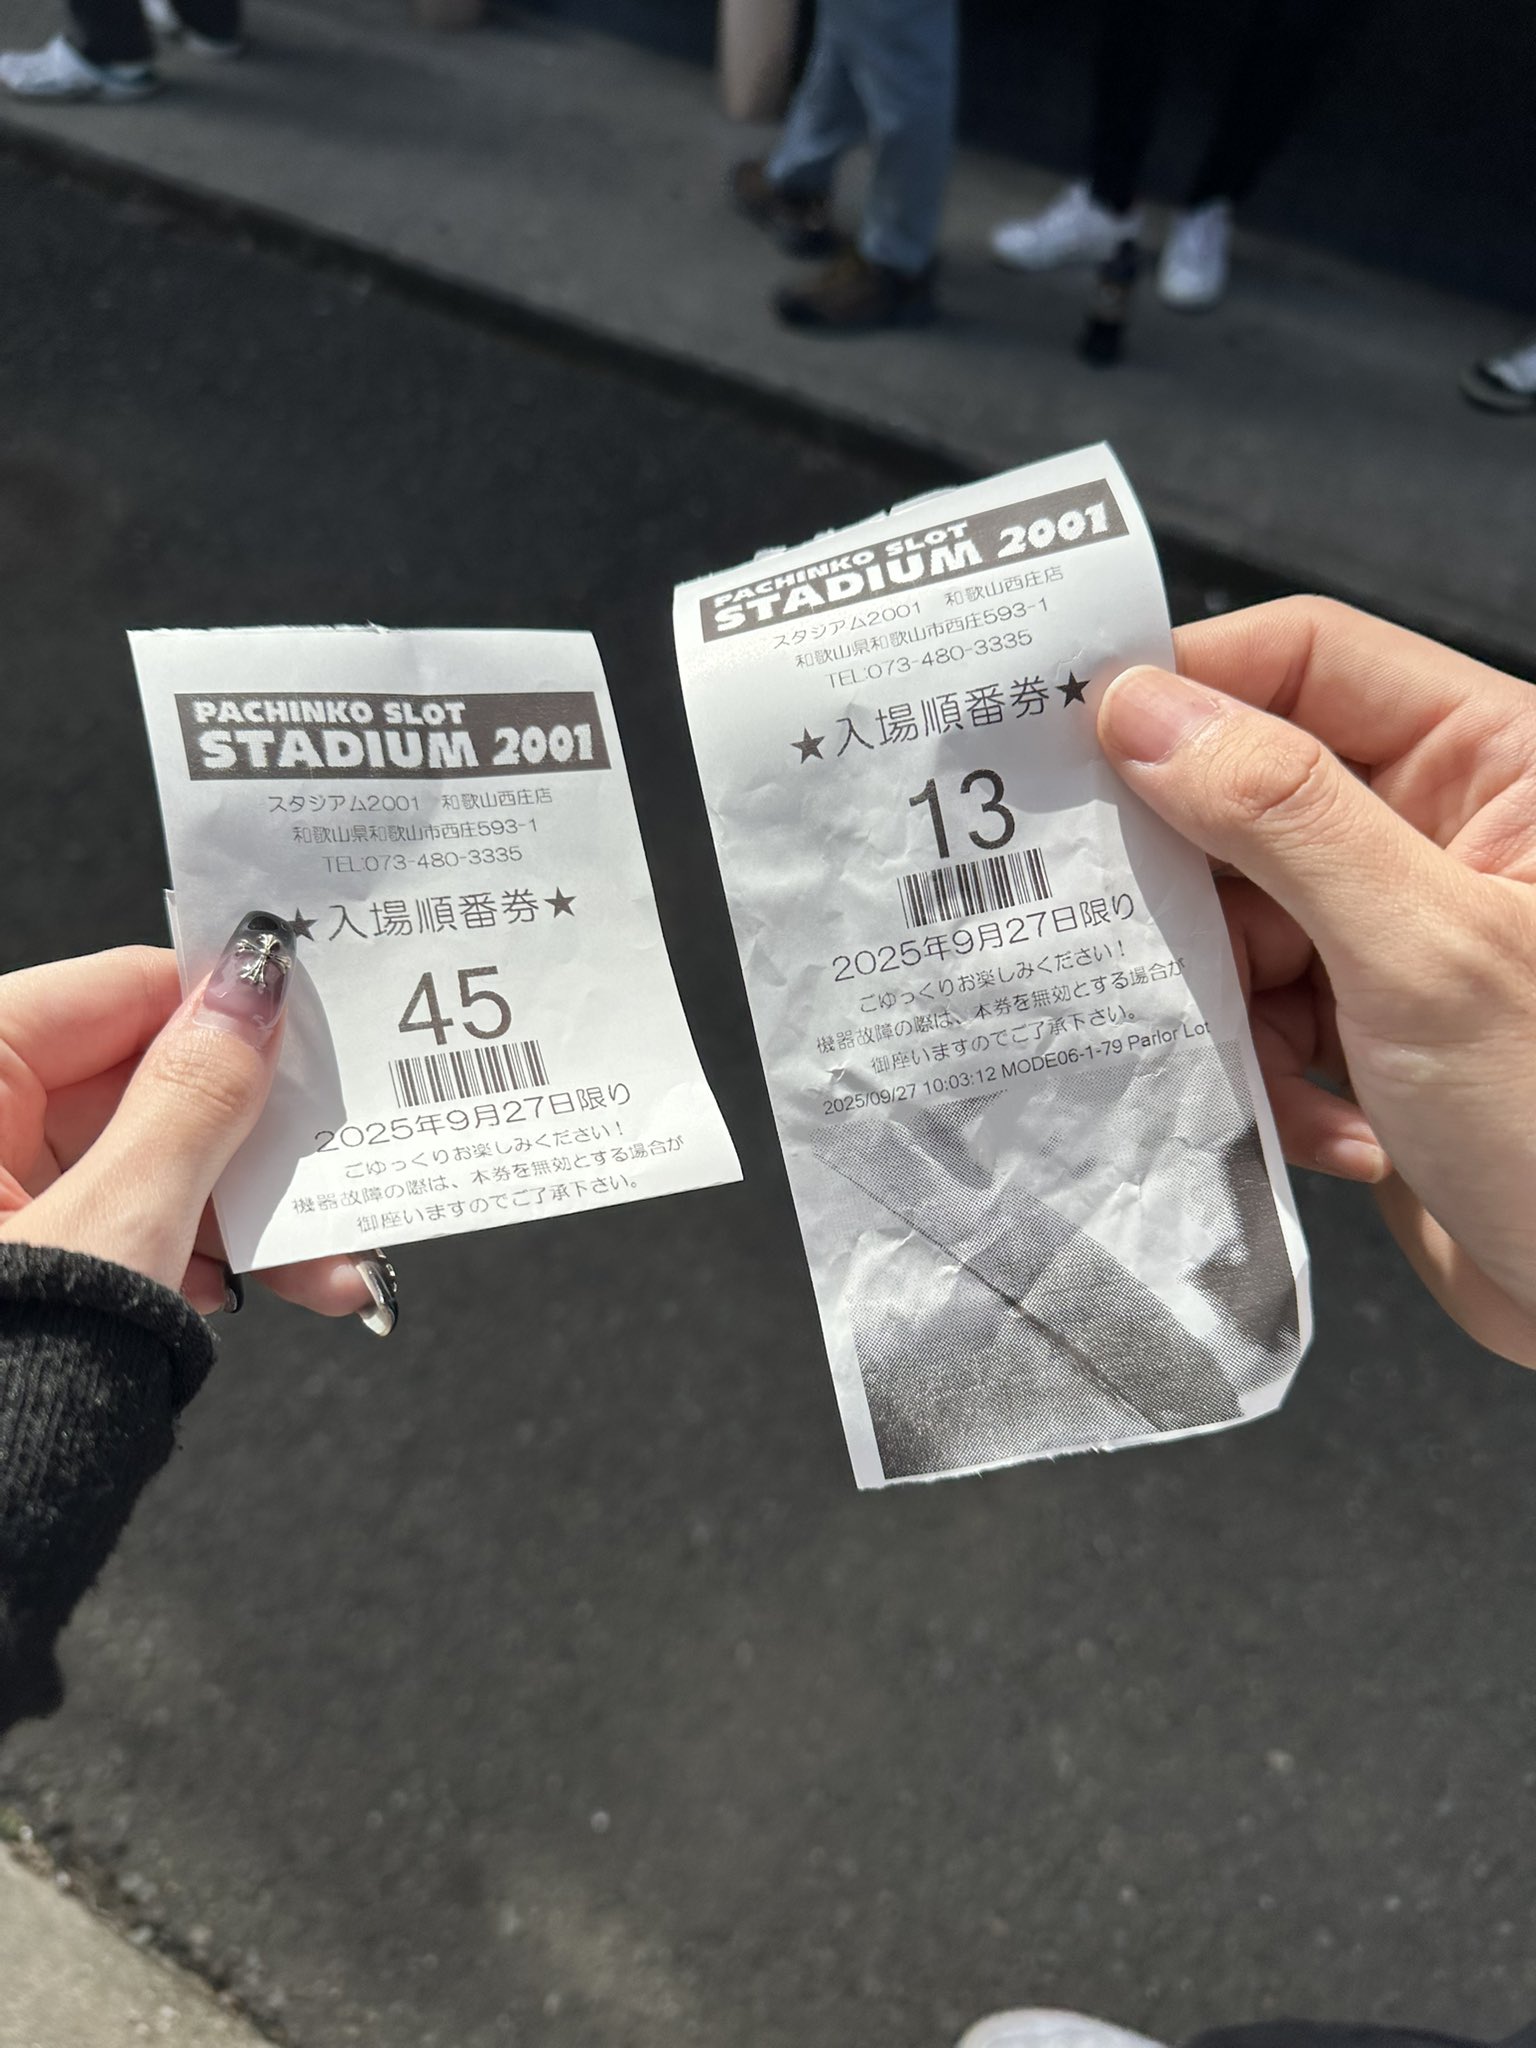 PACHINKO SLOT
STADIUM 2001
スタジアム2001 和歌山西庄店
和歌山県和歌山市西庄593-1
TEL:073-480-3335
★入場順番券★
45
2025年9月27日限り
ごゆっくりお楽しみください！
機器故障の際は、本券を無効とする場合が
御座いますのでご了承下さい。
PACHINKO SLOT
STADIUM 2001
スタジアム2001 和歌山西庄店
和歌山県和歌山市西庄593-1
TEL:073-480-3335
★入場順番券★
13
2025年9月27日限り
ごゆっくりお楽しみください！
機器故障の際は、本券を無効とする場合が
御座いますのでご了承下さい。
2025/09/27 10:03:12 MODE06-1-79 Parlor Lot